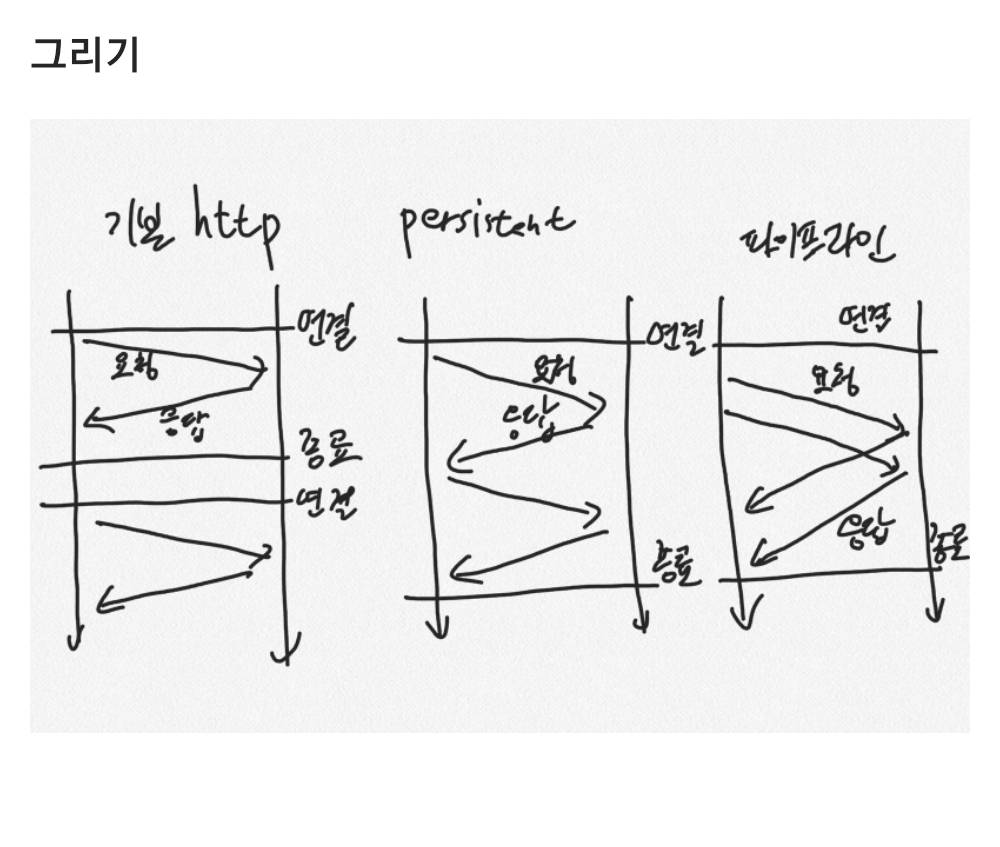 그리기
기본 http
연결
요청
응답
종료
연결
persistent
연결
요청
응답
종료
파이프라인
연결
요청
응답
종료